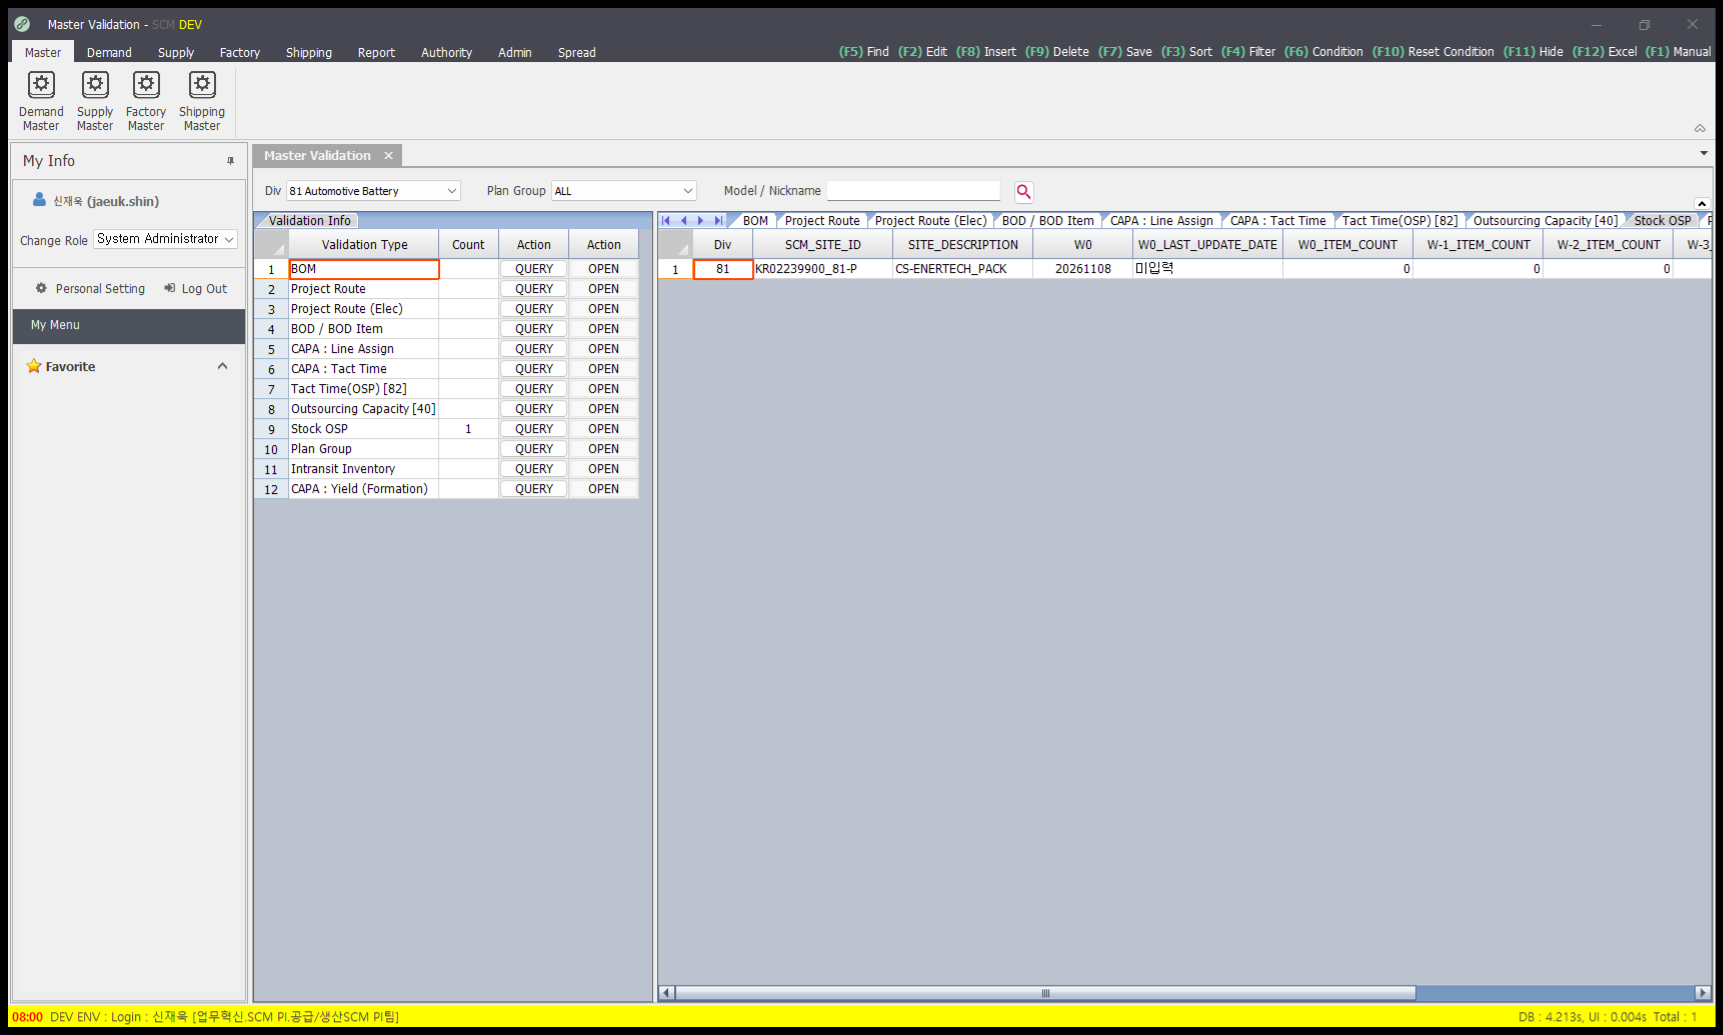 Master Validation - SCM DEV
Master Demand Supply Factory Shipping Report Authority Admin Spread (F5) Find (F2) Edit (F8) Insert (F9) Delete (F7) Save (F3) Sort (F4) Filter (F6) Condition (F10) Reset Condition (F11) Hide (F12) Excel (F1) Manual
Demand Master Supply Master Factory Master Shipping Master
My Info
신재욱 (jaeuk.shin)
Change Role System Administrator
Personal Setting Log Out
My Menu
Favorite
Master Validation
Div 81 Automotive Battery Plan Group ALL Model / Nickname
Validation Info
Validation Type Count Action Action
1 BOM QUERY OPEN
2 Project Route QUERY OPEN
3 Project Route (Elec) QUERY OPEN
4 BOD / BOD Item QUERY OPEN
5 CAPA : Line Assign QUERY OPEN
6 CAPA : Tact Time QUERY OPEN
7 Tact Time(OSP) [82] QUERY OPEN
8 Outsourcing Capacity [40] QUERY OPEN
9 Stock OSP 1 QUERY OPEN
10 Plan Group QUERY OPEN
11 Intransit Inventory QUERY OPEN
12 CAPA : Yield (Formation) QUERY OPEN
BOM Project Route Project Route (Elec) BOD / BOD Item CAPA : Line Assign CAPA : Tact Time Tact Time(OSP) [82] Outsourcing Capacity [40] Stock OSP
Div SCM_SITE_ID SITE_DESCRIPTION W0 W0_LAST_UPDATE_DATE W0_ITEM_COUNT W-1_ITEM_COUNT W-2_ITEM_COUNT W-3_
1 81 KR02239900_81-P CS-ENERTECH_PACK 20261108 미입력 0 0 0
08:00 DEV ENV : Login : 신재욱 [업무혁신.SCM PI.공급/생산SCM PI팀] DB : 4.213s, UI : 0.004s Total : 1